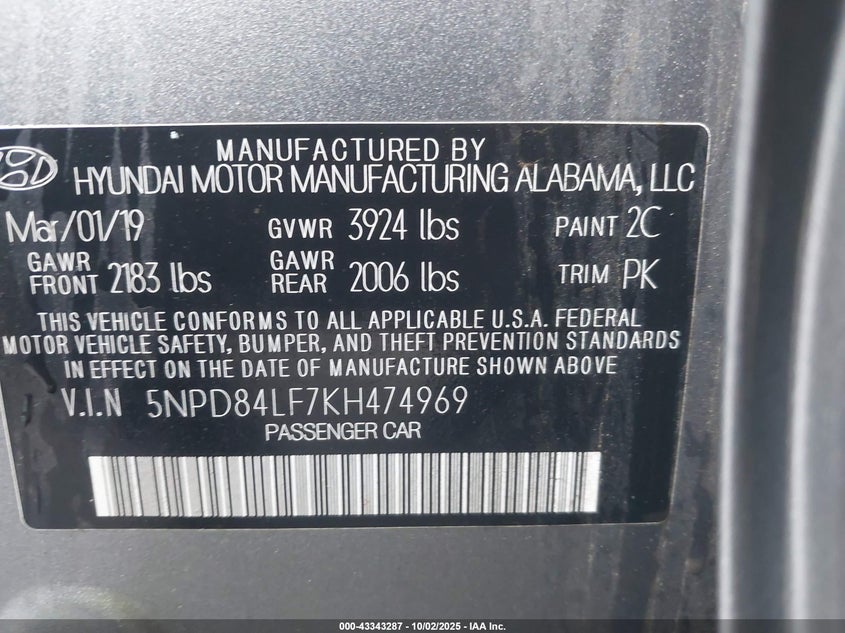 MANUFACTURED BY
HYUNDAI MOTOR MANUFACTURING ALABAMA, LLC
Mar/01/19 GVWR 3924 lbs PAINT 2C
GAWR FRONT 2183 lbs GAWR REAR 2006 lbs TRIM PK
THIS VEHICLE CONFORMS TO ALL APPLICABLE U.S.A. FEDERAL
MOTOR VEHICLE SAFETY, BUMPER, AND THEFT PREVENTION STANDARDS
IN EFFECT ON THE DATE OF MANUFACTURE SHOWN ABOVE
V.I.N 5NPD84LF7KH474969
PASSENGER CAR
000-43343287 - 10/02/2025 - IAA Inc.